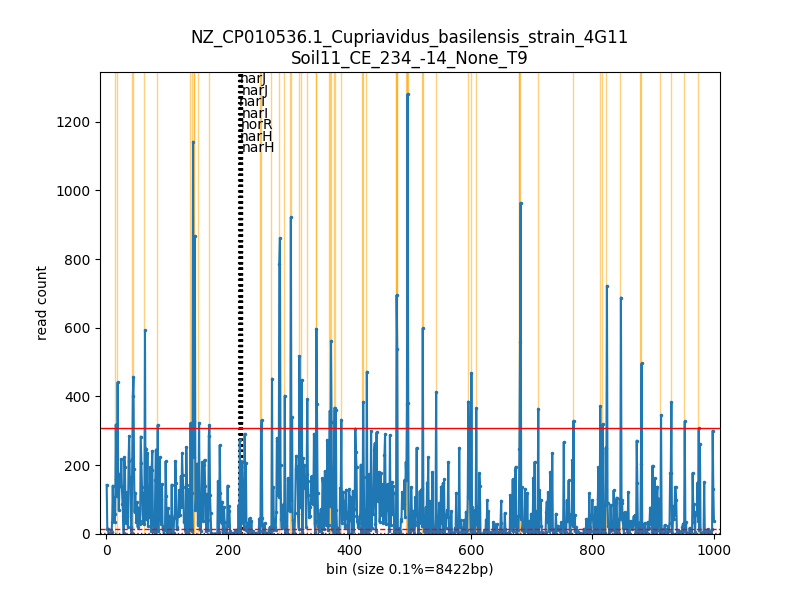 NZ_CP010536.1_Cupriavidus_basilensis_strain_4G11
Soil11_CE_234_-14_None_T9
narJ
narJ
narI
narI
norR
narH
narH
1200
1000
800
600
400
200
0
read count
0 200 400 600 800 1000
bin (size 0.1%=8422bp)